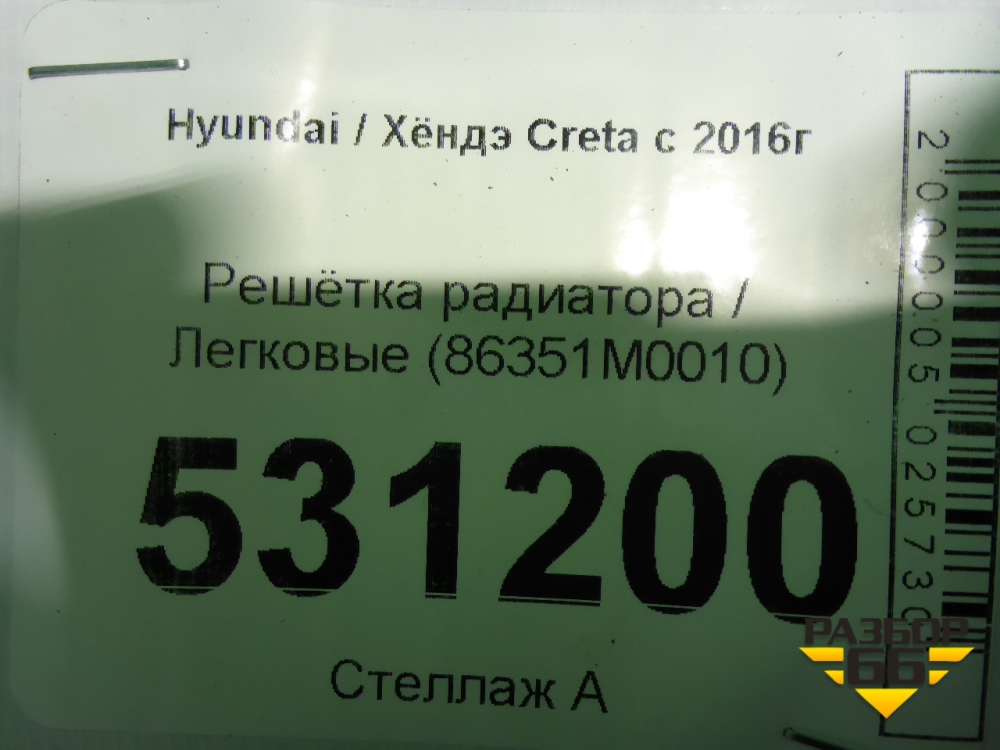 Hyundai / Хёндэ Creta с 2016г
Решётка радиатора /
Легковые (86351M0010)
531200
Стеллаж А
2000005025730
РАЗБОР
66